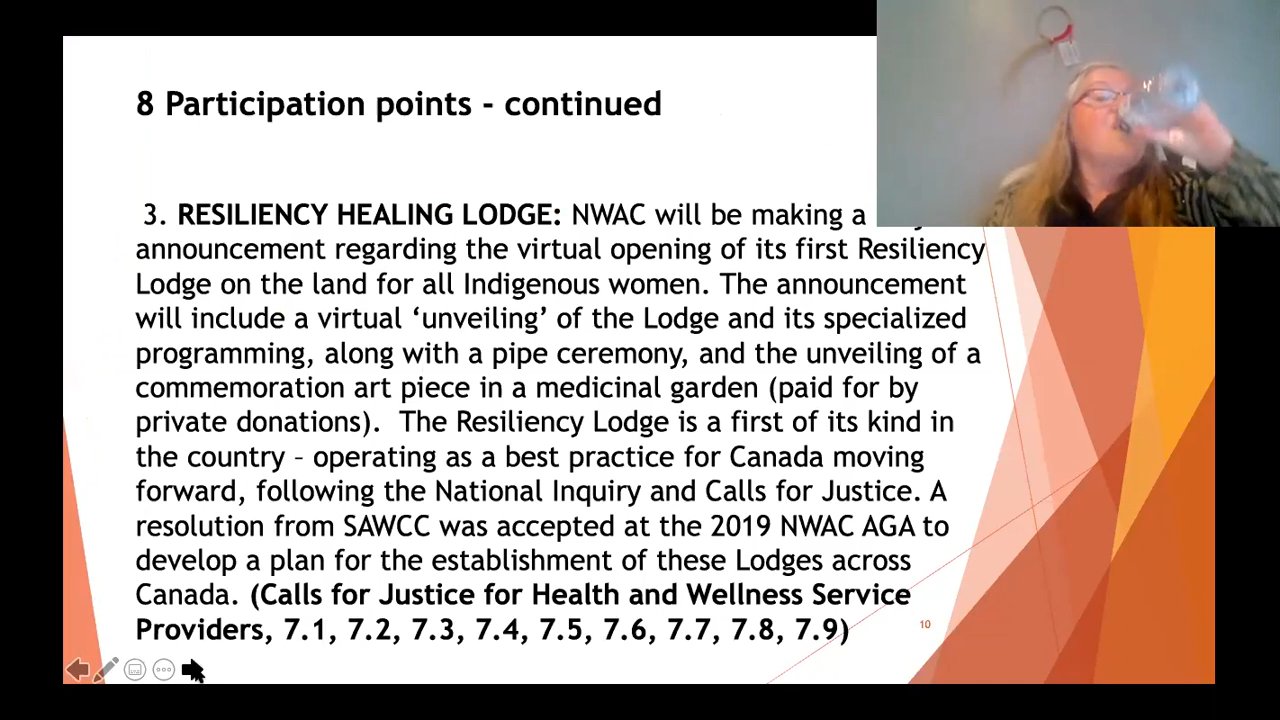 8 Participation points - continued
3. RESILIENCY HEALING LODGE: NWAC will be making a
announcement regarding the virtual opening of its first Resiliency
Lodge on the land for all Indigenous women. The announcement
will include a virtual ‘unveiling’ of the Lodge and its specialized
programming, along with a pipe ceremony, and the unveiling of a
commemoration art piece in a medicinal garden (paid for by
private donations).  The Resiliency Lodge is a first of its kind in
the country – operating as a best practice for Canada moving
forward, following the National Inquiry and Calls for Justice. A
resolution from SAWCC was accepted at the 2019 NWAC AGA to
develop a plan for the establishment of these Lodges across
Canada. (Calls for Justice for Health and Wellness Service
Providers, 7.1, 7.2, 7.3, 7.4, 7.5, 7.6, 7.7, 7.8, 7.9)
10